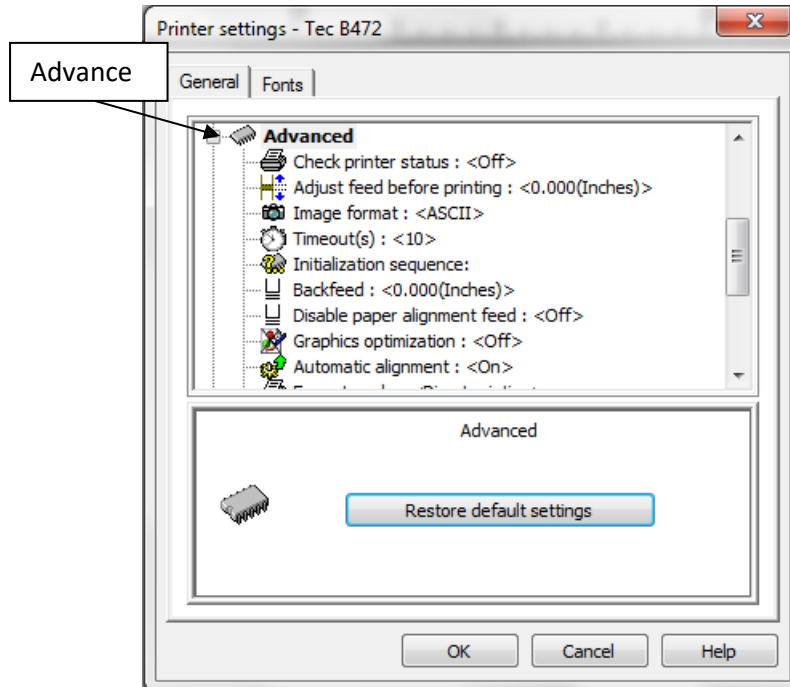 Printer settings - Tec B472
Advance
General Fonts
Advanced
Check printer status : <Off>
Adjust feed before printing : <0.000(Inches)>
Image format : <ASCII>
Timeout(s) : <10>
Initialization sequence:
Backfeed : <0.000(Inches)>
Disable paper alignment feed : <Off>
Graphics optimization : <Off>
Automatic alignment : <On>
Advanced
Restore default settings
OK Cancel Help